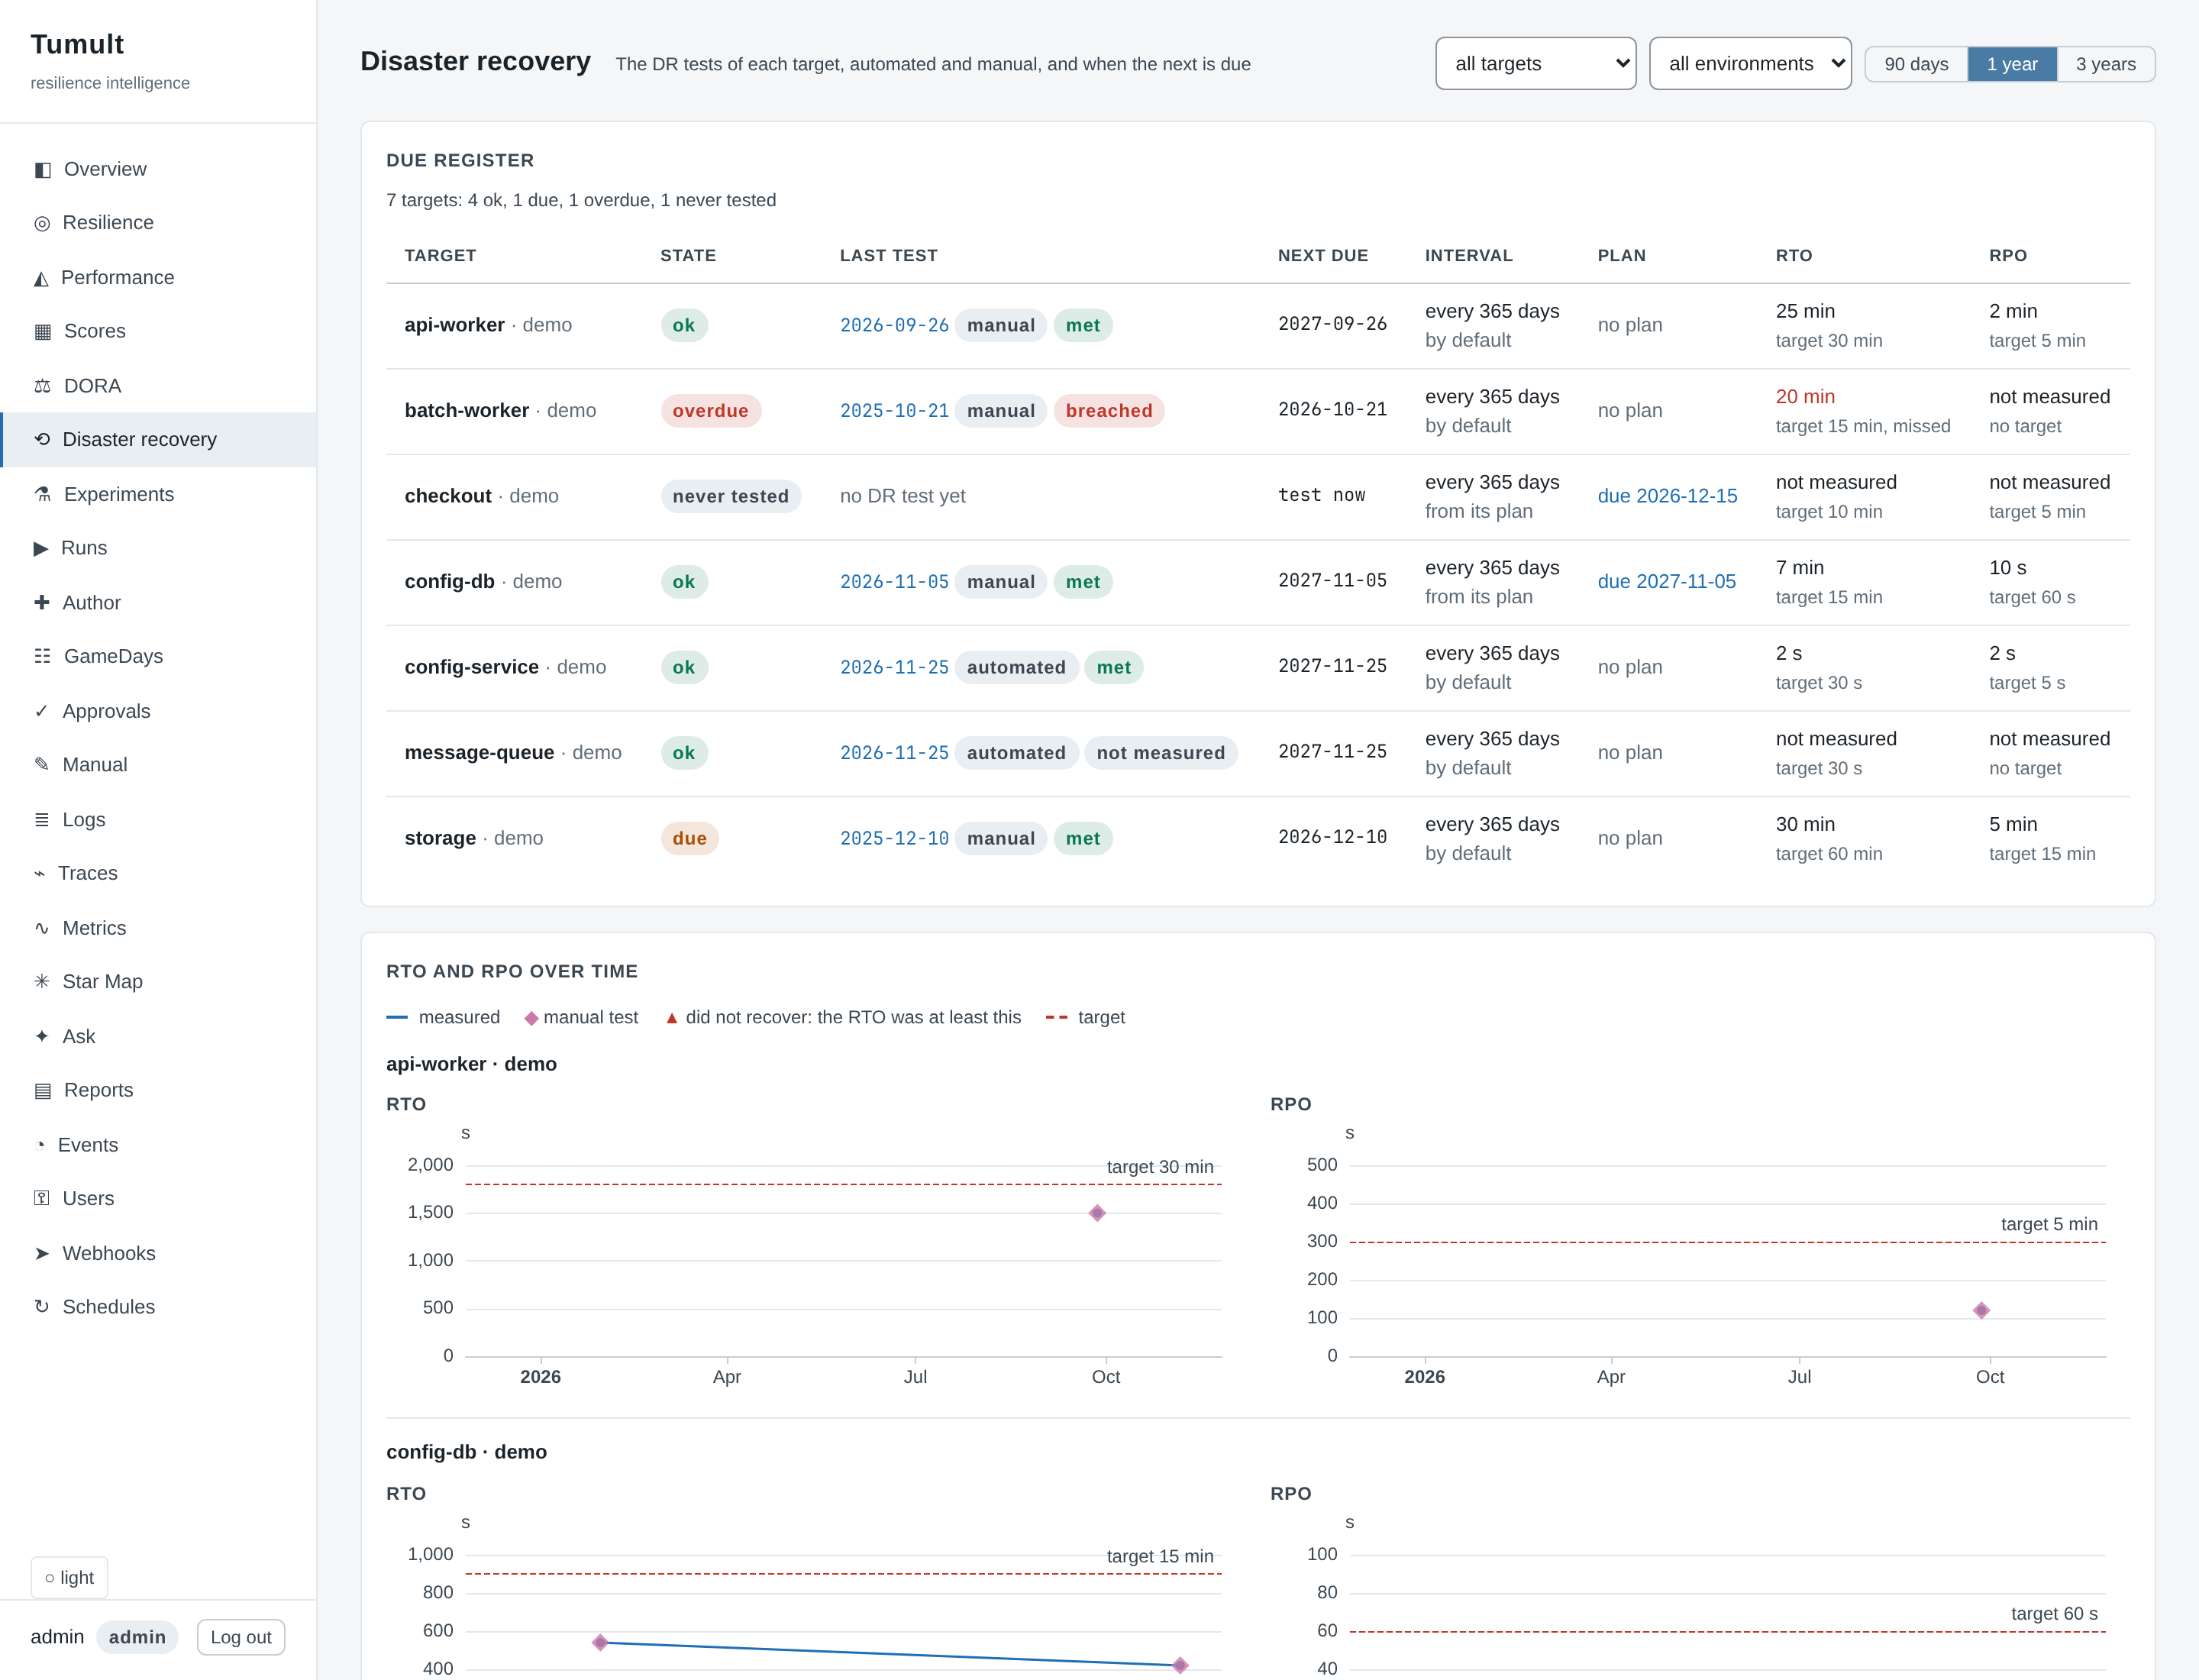 Tumult
resilience intelligence
Overview
Resilience
Performance
Scores
DORA
Disaster recovery
Experiments
Runs
Author
GameDays
Approvals
Manual
Logs
Traces
Metrics
Star Map
Ask
Reports
Events
Users
Webhooks
Schedules
light
admin admin Log out
Disaster recovery The DR tests of each target, automated and manual, and when the next is due all targets all environments 90 days 1 year 3 years
DUE REGISTER
7 targets: 4 ok, 1 due, 1 overdue, 1 never tested
TARGET STATE LAST TEST NEXT DUE INTERVAL PLAN RTO RPO
api-worker · demo ok 2026-09-26 manual met 2027-09-26 every 365 days no plan 25 min 2 min
by default target 30 min target 5 min
batch-worker · demo overdue 2025-10-21 manual breached 2026-10-21 every 365 days no plan 20 min not measured
by default target 15 min, missed no target
checkout · demo never tested no DR test yet test now every 365 days due 2026-12-15 not measured not measured
from its plan target 10 min target 5 min
config-db · demo ok 2026-11-05 manual met 2027-11-05 every 365 days due 2027-11-05 7 min 10 s
from its plan target 15 min target 60 s
config-service · demo ok 2026-11-25 automated met 2027-11-25 every 365 days no plan 2 s 2 s
by default target 30 s target 5 s
message-queue · demo ok 2026-11-25 automated not measured 2027-11-25 every 365 days no plan not measured not measured
by default target 30 s no target
storage · demo due 2025-12-10 manual met 2026-12-10 every 365 days no plan 30 min 5 min
by default target 60 min target 15 min
RTO AND RPO OVER TIME
measured manual test did not recover: the RTO was at least this target
api-worker · demo
RTO
s
2,000
target 30 min
1,500
1,000
500
0
2026 Apr Jul Oct
RPO
s
500
400
target 5 min
300
200
100
0
2026 Apr Jul Oct
config-db · demo
RTO
s
1,000
target 15 min
800
600
400
RPO
s
100
80
target 60 s
60
40